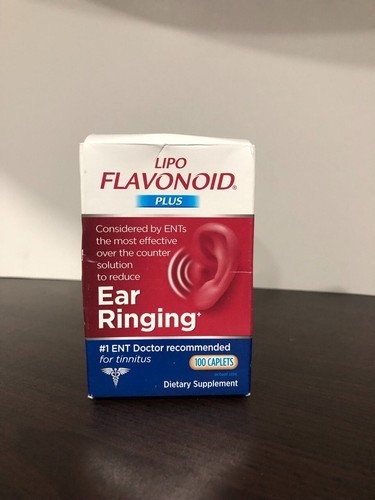 LIPO
FLAVONOID®
PLUS
Considered by ENTs
the most effective
over the counter
solution
to reduce
Ear
Ringing*
#1 ENT Doctor recommended
for tinnitus
100 CAPLETS
Dietary Supplement